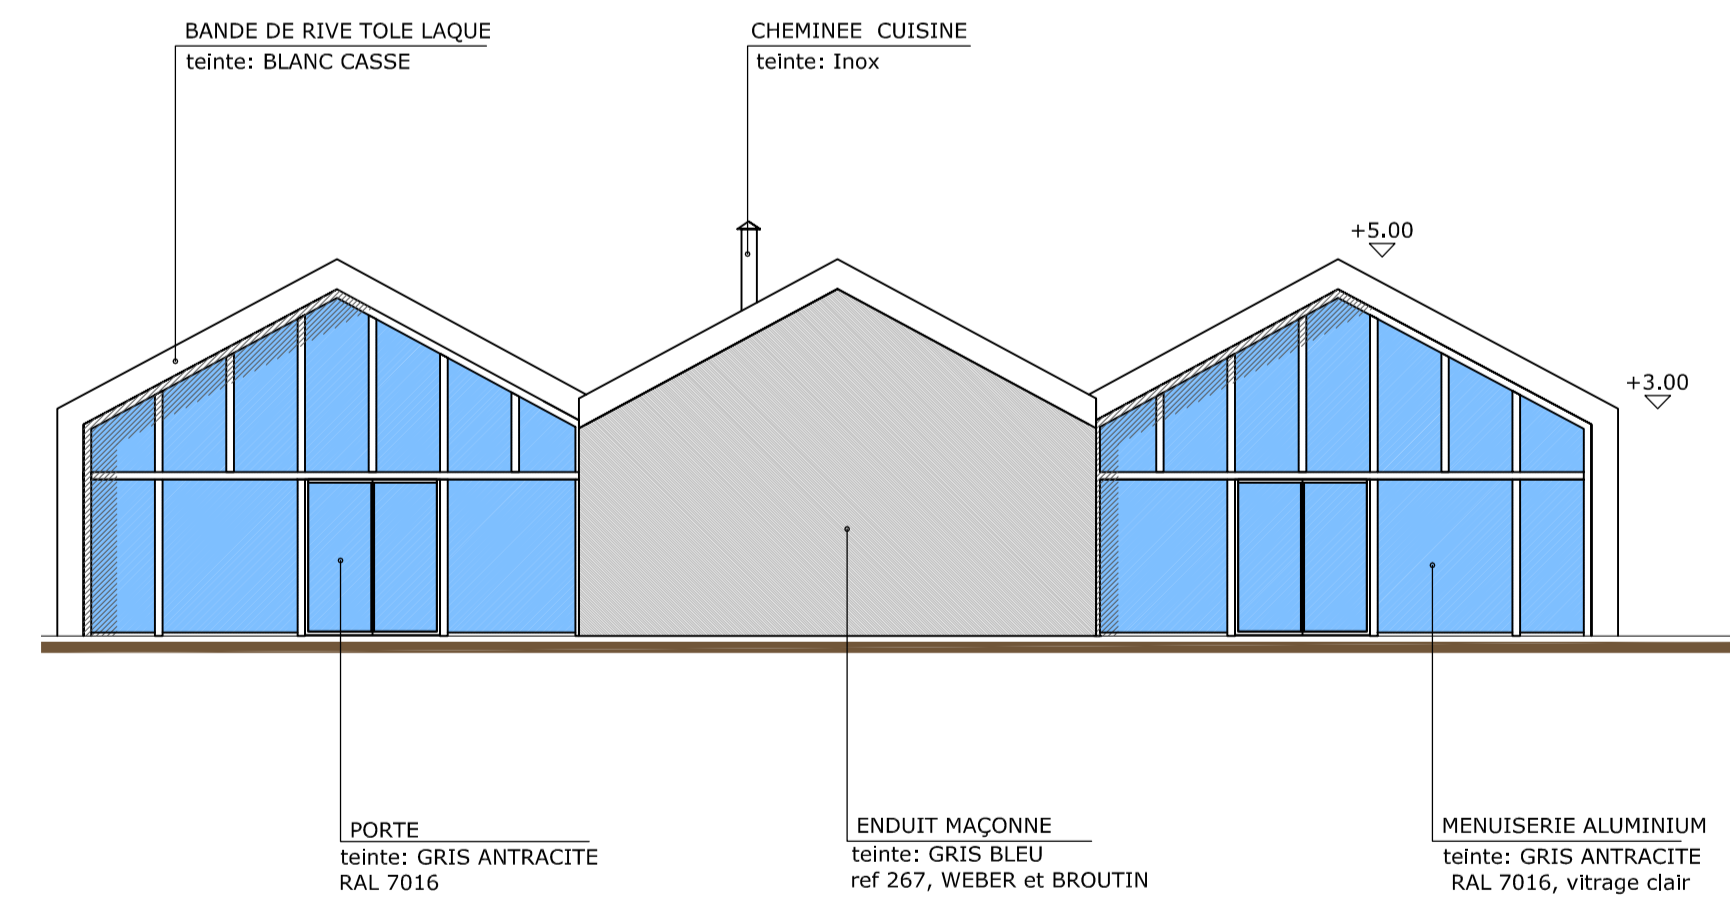 BANDE DE RIVE TOLE LAQUE
teinte: BLANC CASSE
CHEMINEE CUISINE
teinte: Inox
+5.00
+3.00
PORTE
teinte: GRIS ANTRACITE
RAL 7016
ENDUIT MAÇONNE
teinte: GRIS BLEU
ref 267, WEBER et BROUTIN
MENUISERIE ALUMINIUM
teinte: GRIS ANTRACITE
RAL 7016, vitrage clair